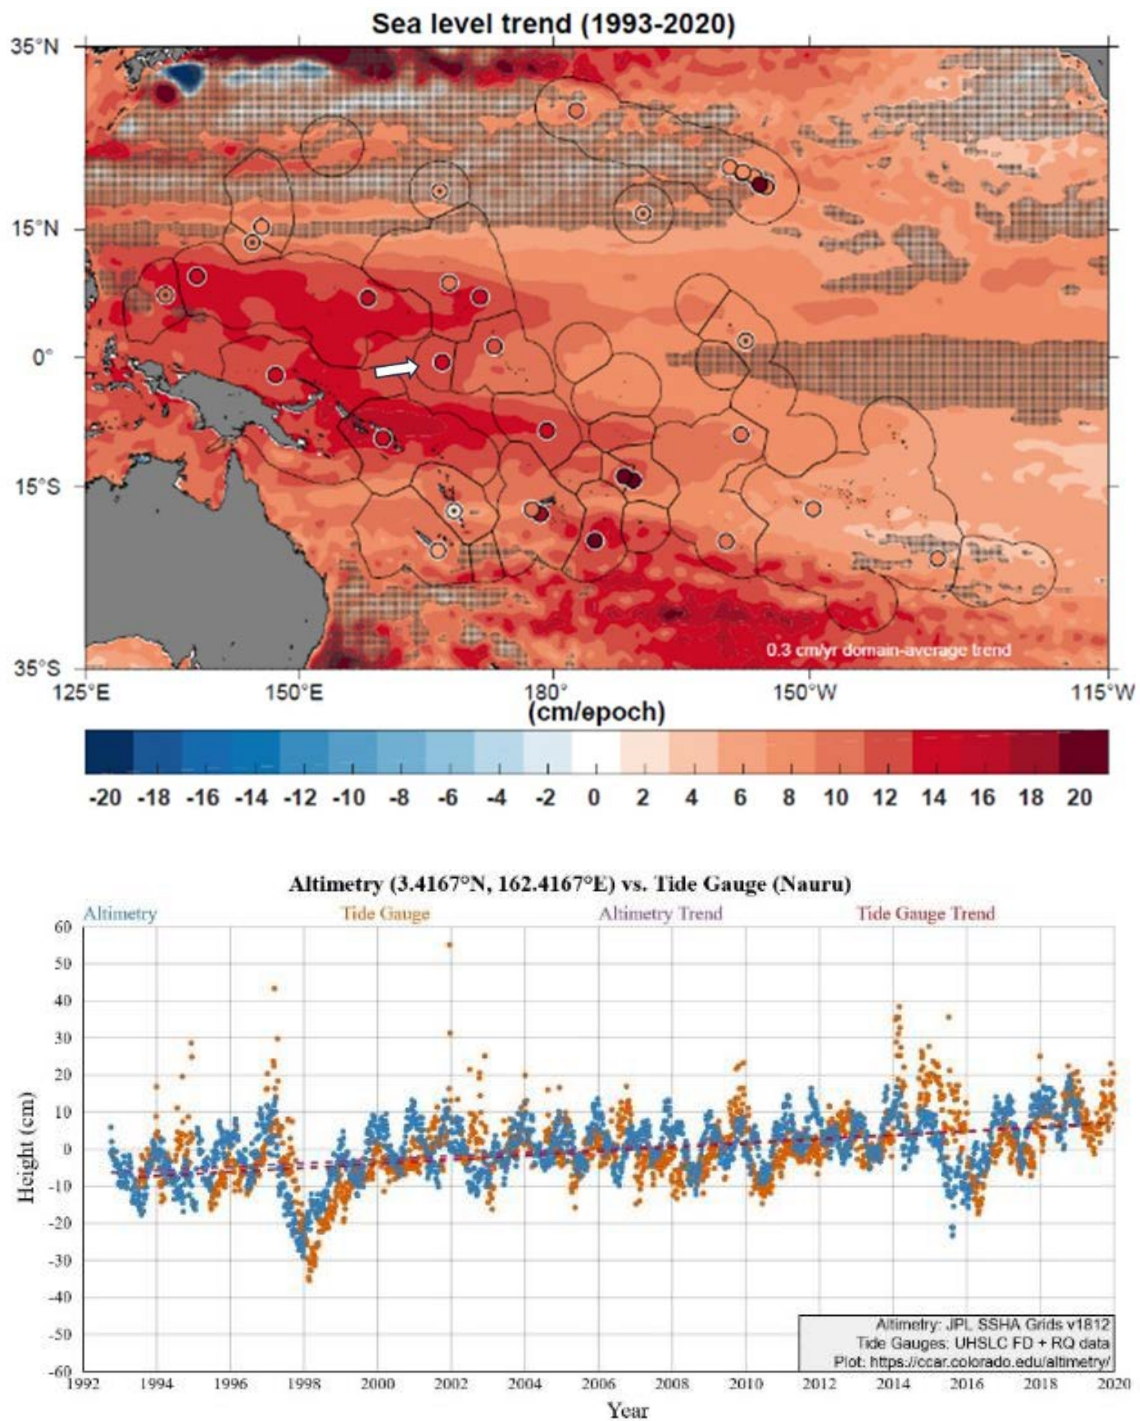 Sea level trend (1993-2020)
35°N
15°N
0°
15°S
35°S
0.3 cm/yr domain-average trend
125°E 150°E 180° 150°W 115°W
(cm/epoch)
-20 -18 -16 -14 -12 -10 -8 -6 -4 -2 0 2 4 6 8 10 12 14 16 18 20
Altimetry (3.4167°N, 162.4167°E) vs. Tide Gauge (Nauru)
Altimetry Tide Gauge Altimetry Trend Tide Gauge Trend
60
50
40
30
20
10
0
-10
-20
-30
-40
-50
-60
Height (cm)
Altimetry: JPL SSHA Grids v1812
Tide Gauges: UHSLC FD + RQ data
Plot: https://ccar.colorado.edu/altimetry/
1992 1994 1996 1998 2000 2002 2004 2006 2008 2010 2012 2014 2016 2018 2020
Year